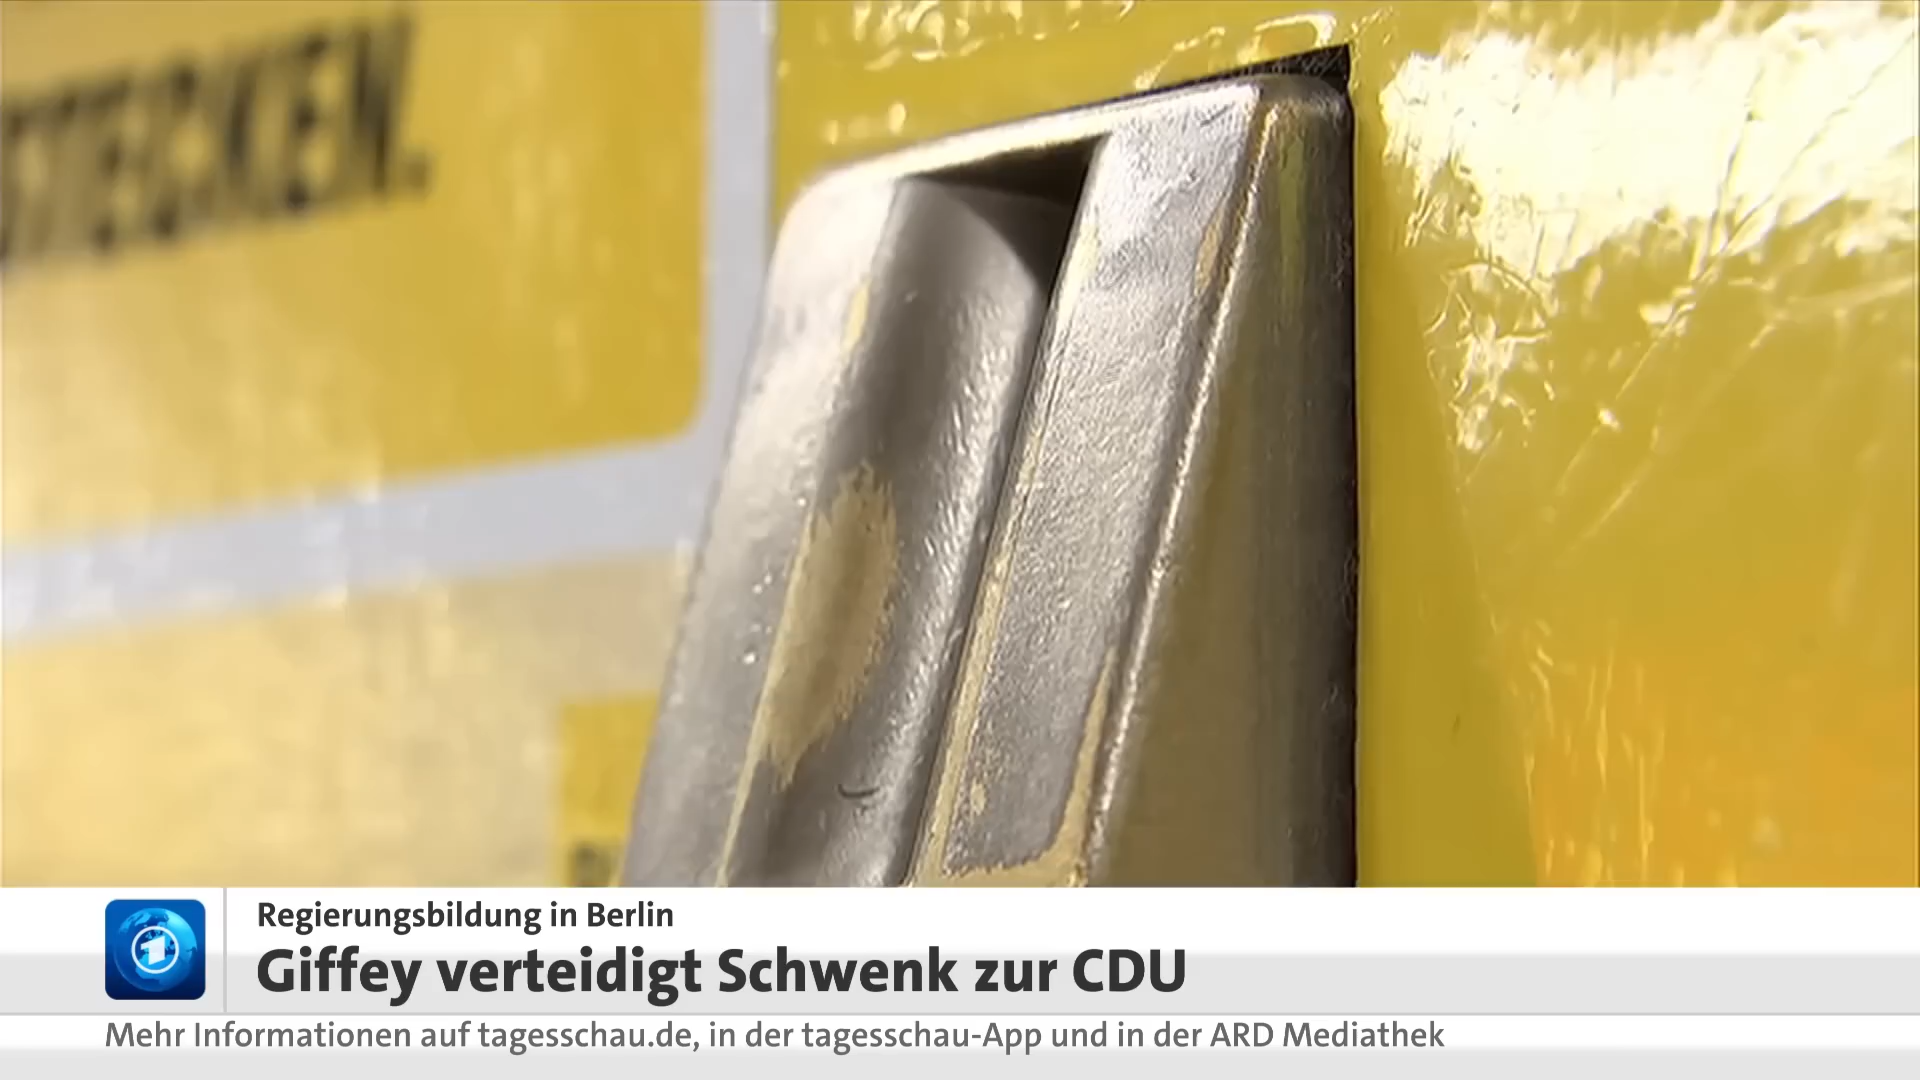 Regierungsbildung in Berlin
Giffey verteidigt Schwenk zur CDU
Mehr Informationen auf tagesschau.de, in der tagesschau-App und in der ARD Mediathek